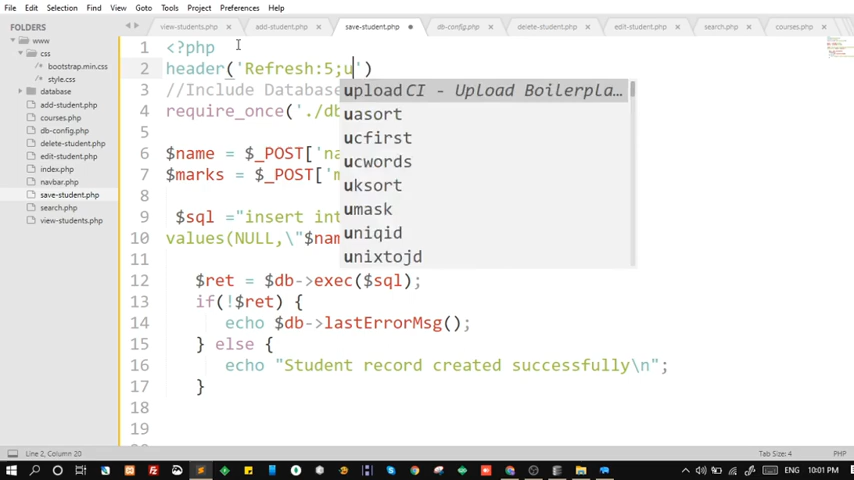 File Edit Selection Find View Goto Tools Project Preferences Help
FOLDERS
www
css
bootstrap.min.css
style.css
database
add-student.php
courses.php
db-config.php
delete-student.php
edit-student.php
index.php
navbar.php
save-student.php
search.php
view-students.php
view-students.php × add-student.php × save-student.php db-config.php × delete-student.php × edit-student.php × search.php × courses.php ×
1 <?php
2 header('Refresh:5;u')
3 //Include Database
4 require_once('./db
5
6 $name = $_POST['na
7 $marks = $_POST['m
8
9 $sql ="insert int
10 values(NULL,\"$nam
11
12 $ret = $db->exec($sql);
13 if(!$ret) {
14 echo $db->lastErrorMsg();
15 } else {
16 echo "Student record created successfully\n";
17 }
18
19
20
upload CI - Upload Boilerpla…
uasort
ucfirst
ucwords
uksort
umask
uniqid
unixtojd
Line 2, Column 20 Tab Size: 4 PHP
ENG 10:01 PM